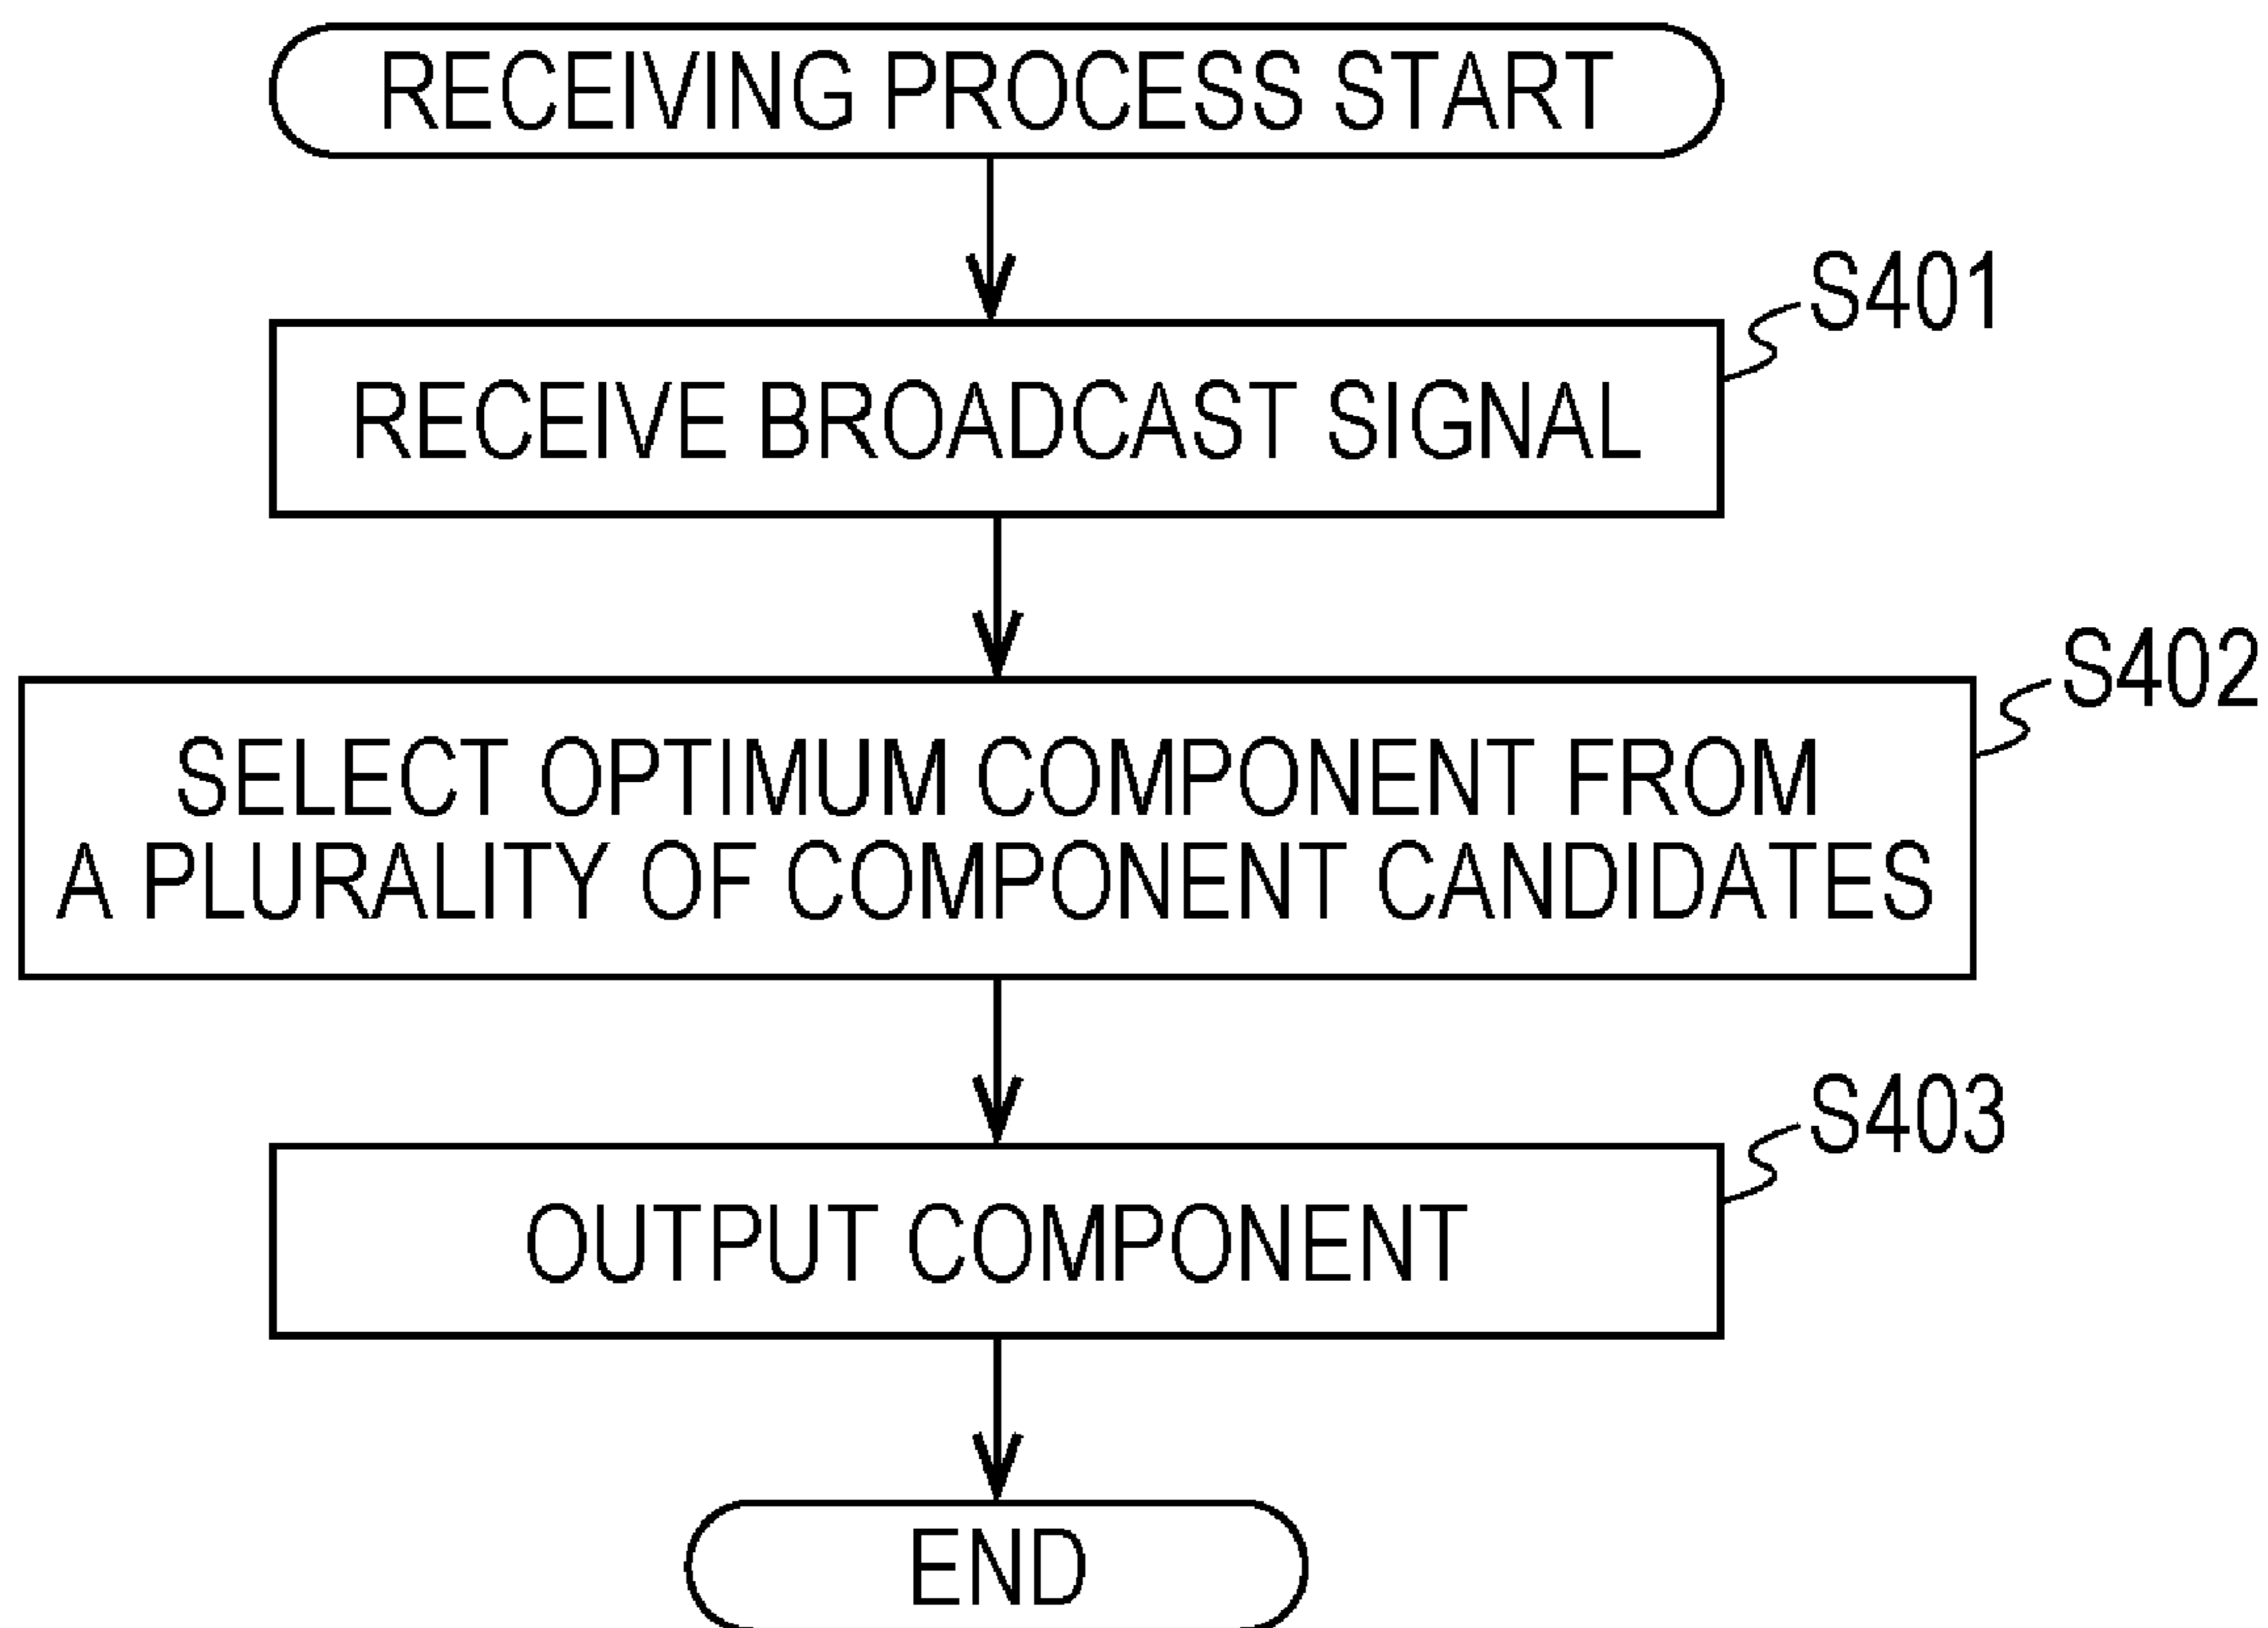 RECEIVING PROCESS START
S401
RECEIVE BROADCAST SIGNAL
S402
SELECT OPTIMUM COMPONENT FROM
A PLURALITY OF COMPONENT CANDIDATES
S403
OUTPUT COMPONENT
END